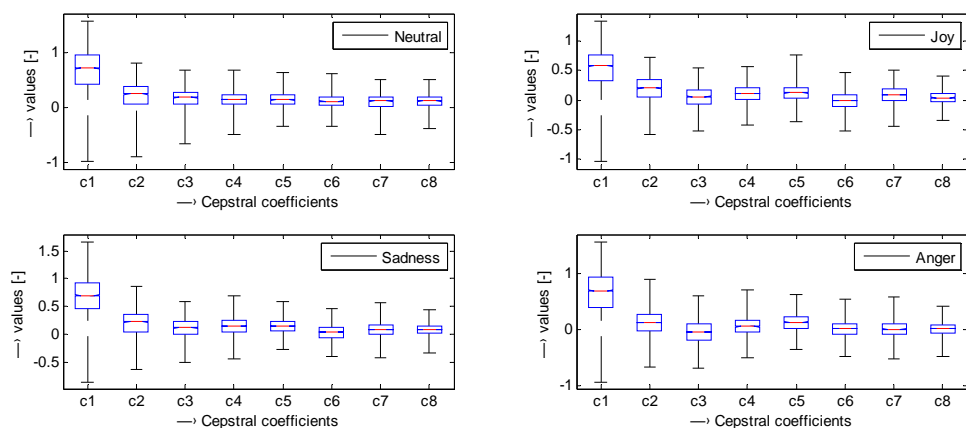 Neutral
—› values [-]
1
0
-1
c1 c2 c3 c4 c5 c6 c7 c8
—› Cepstral coefficients
Joy
—› values [-]
1
0.5
0
-0.5
-1
c1 c2 c3 c4 c5 c6 c7 c8
—› Cepstral coefficients
Sadness
—› values [-]
1.5
1
0.5
0
-0.5
c1 c2 c3 c4 c5 c6 c7 c8
—› Cepstral coefficients
Anger
—› values [-]
1
0
-1
c1 c2 c3 c4 c5 c6 c7 c8
—› Cepstral coefficients